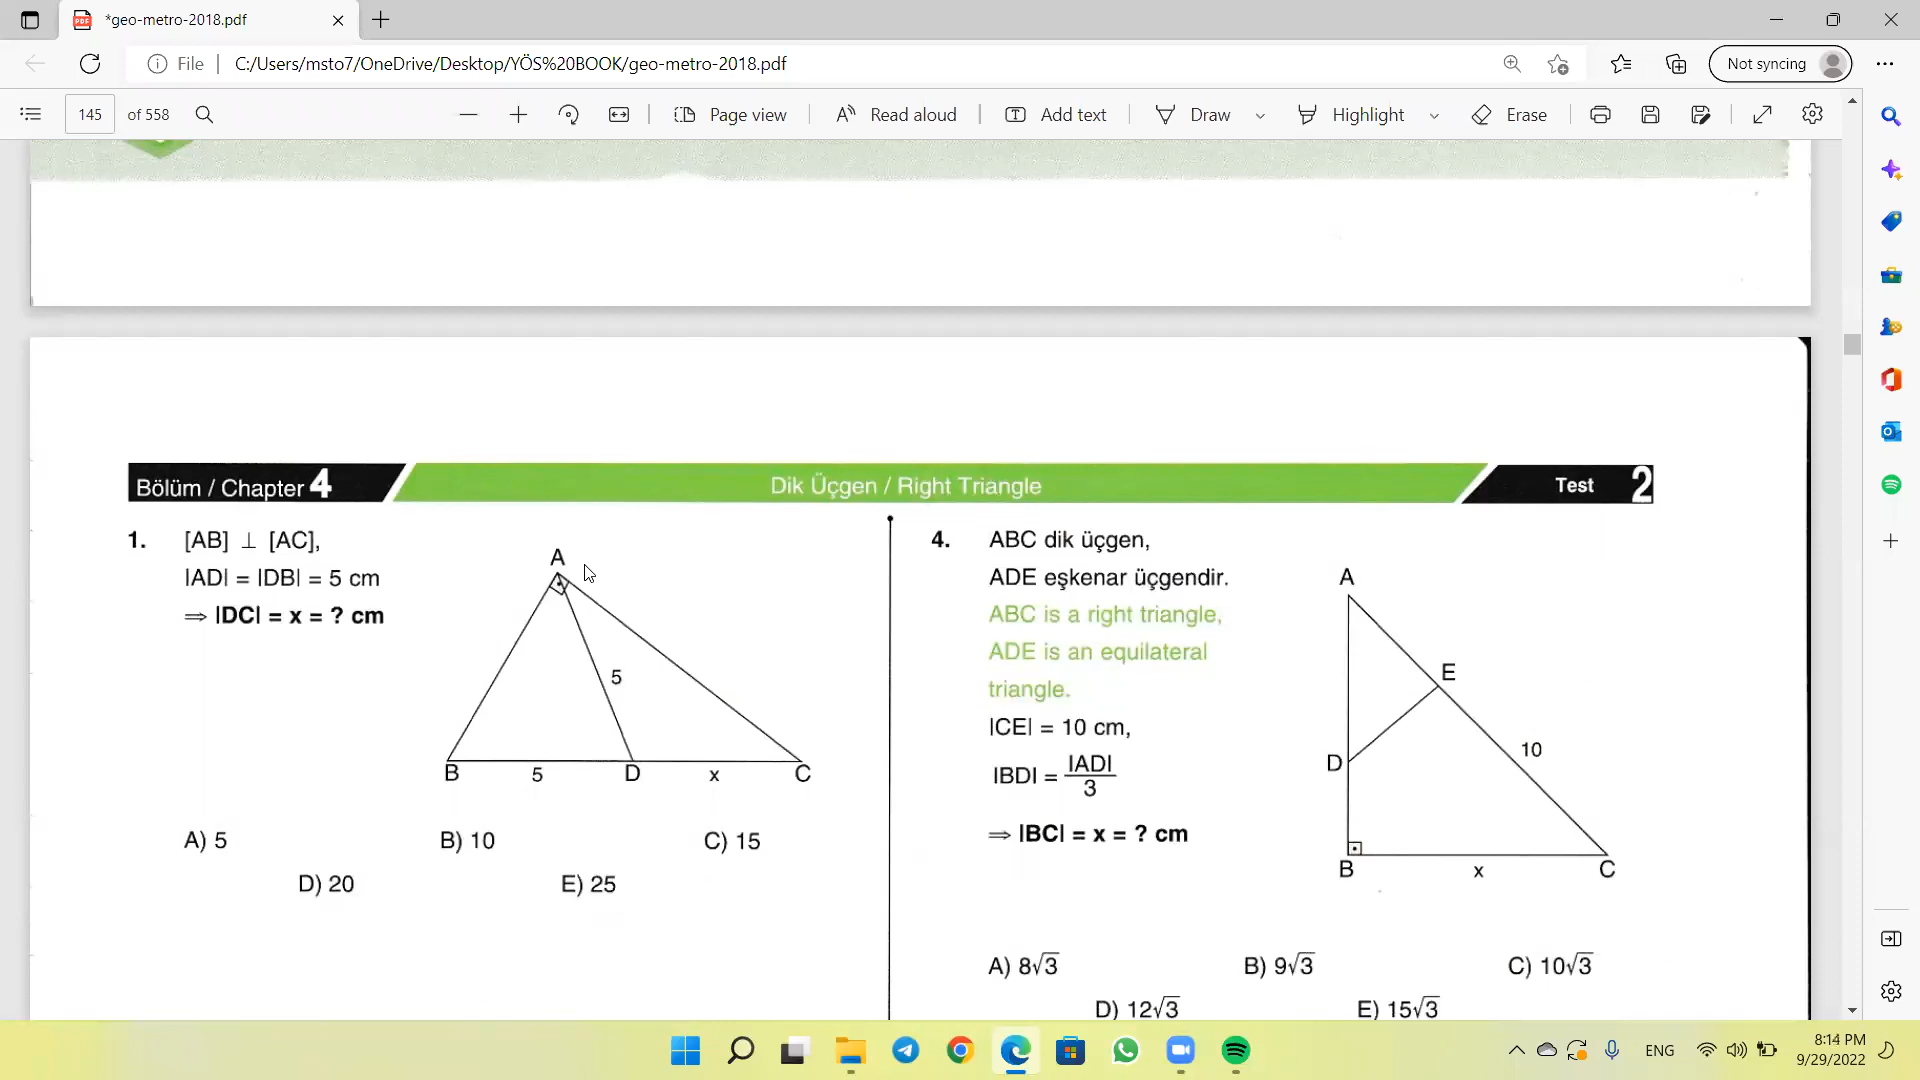 *geo-metro-2018.pdf
File
C:/Users/msto7/OneDrive/Desktop/YÖS%20BOOK/geo-metro-2018.pdf
Not syncing
145 of 558
Page view
Read aloud
Add text
Draw
Highlight
Erase
Bölüm / Chapter 4
Dik Üçgen / Right Triangle
Test 2
1. [AB] ⊥ [AC],
|AD| = |DB| = 5 cm
⇒ |DC| = x = ? cm
A
5
B 5 D x C
A) 5 B) 10 C) 15
D) 20 E) 25
4. ABC dik üçgen,
ADE eşkenar üçgendir.
ABC is a right triangle,
ADE is an equilateral
triangle.
|CE| = 10 cm,
|BD| = |AD|/3
⇒ |BC| = x = ? cm
A
E
10
D
B x C
A) 8√3 B) 9√3 C) 10√3
D) 12√3 E) 15√3
ENG
8:14 PM
9/29/2022